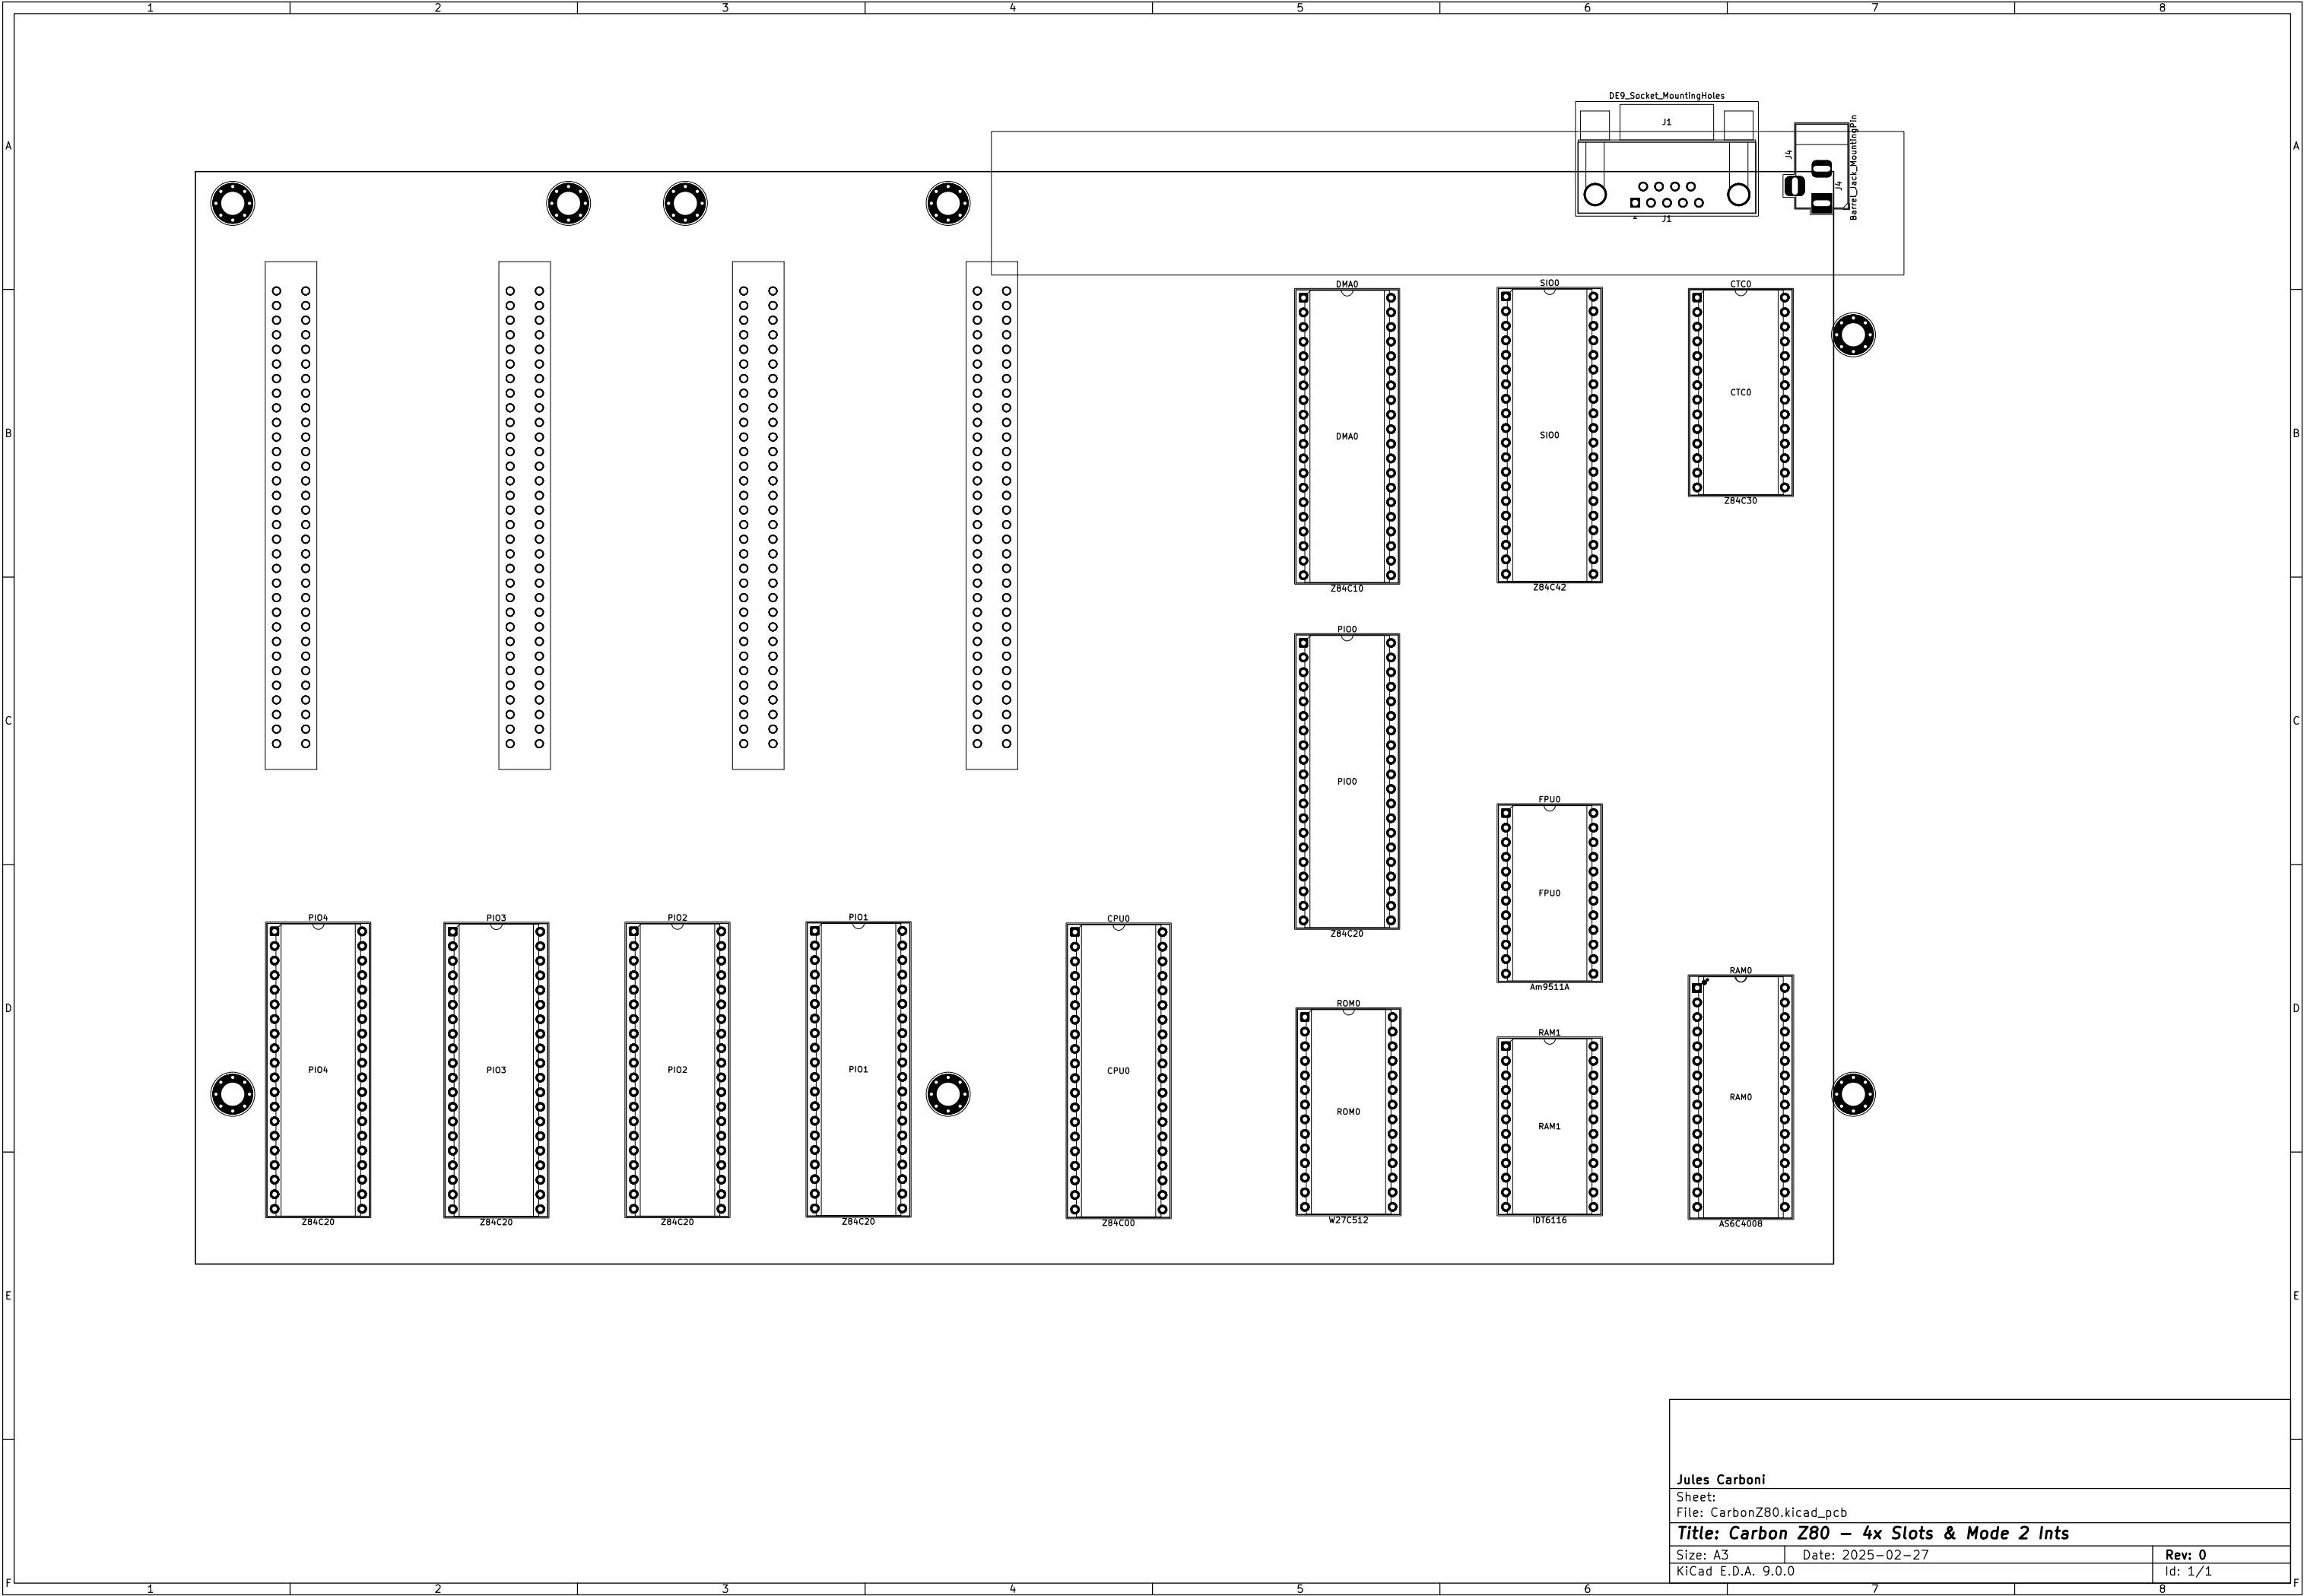 1 2 3 4 5 6 7 8
DE9_Socket_MountingHoles
J1
A A
J4
Barrel_Jack_MountingPin
J4
J1
DMA0 SIO0 CTC0
CTC0
B B
DMA0 SIO0
Z84C30
Z84C10 Z84C42
PIO0
C C
PIO0
FPU0
FPU0
PIO4 PIO3 PIO2 PIO1 CPU0
Z84C20
RAM0
Am9511A
ROM0
D D
RAM1
PIO4 PIO3 PIO2 PIO1 CPU0
RAM0
ROM0
RAM1
Z84C20 Z84C20 Z84C20 Z84C20 Z84C00 W27C512 IDT6116 AS6C4008
E E
Jules Carboni
Sheet:
File: CarbonZ80.kicad_pcb
Title: Carbon Z80 – 4x Slots & Mode 2 Ints
Size: A3 Date: 2025-02-27 Rev: 0
KiCad E.D.A. 9.0.0 Id: 1/1
F F
1 2 3 4 5 6 7 8